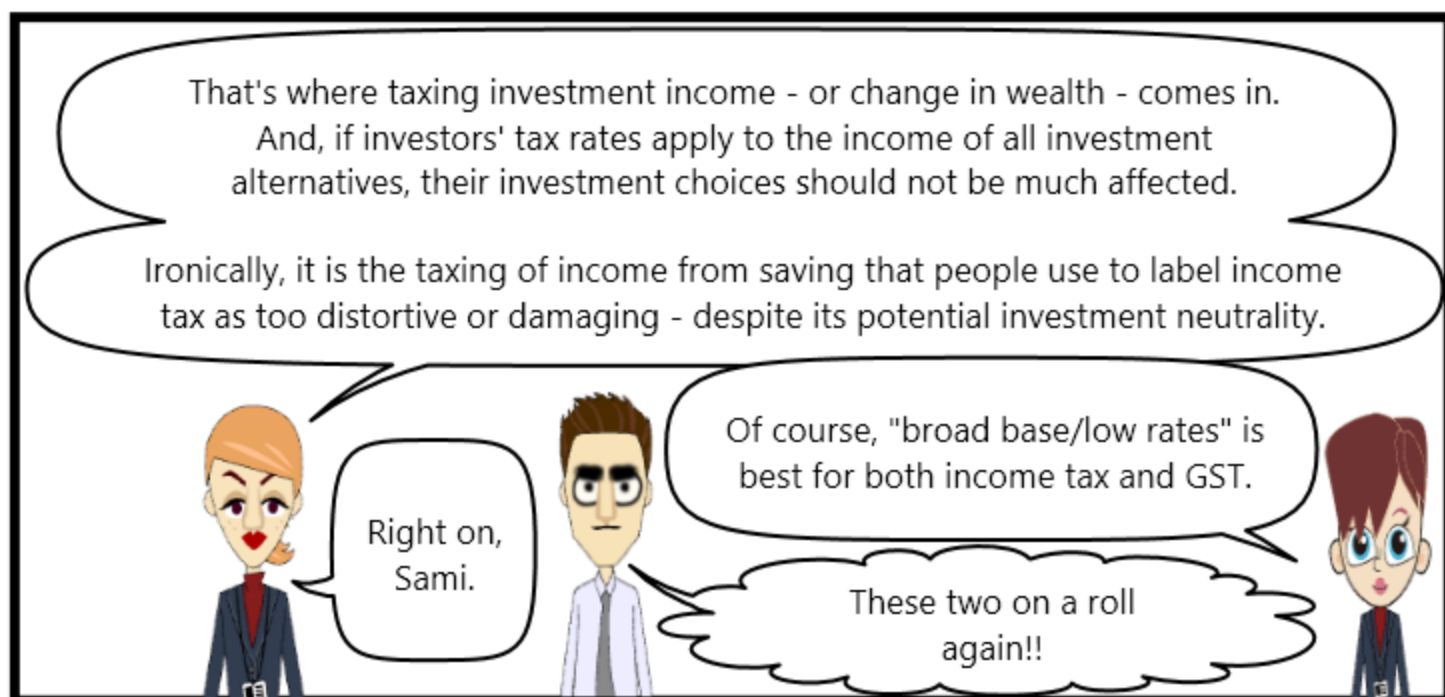 That's where taxing investment income - or change in wealth - comes in.
And, if investors' tax rates apply to the income of all investment
alternatives, their investment choices should not be much affected.
Ironically, it is the taxing of income from saving that people use to label income
tax as too distortive or damaging - despite its potential investment neutrality.
Of course, "broad base/low rates" is
best for both income tax and GST.
Right on,
Sami.
These two on a roll
again!!